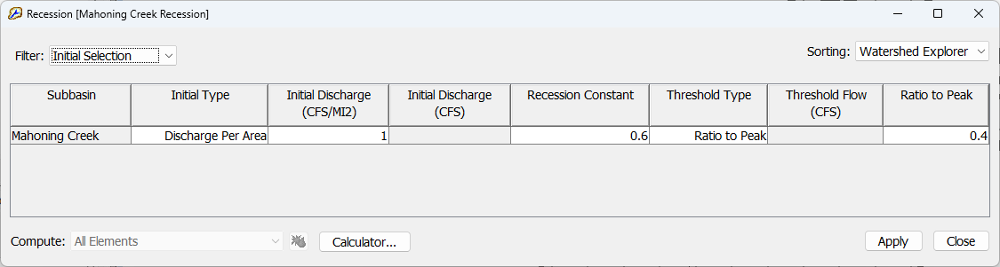 Recession [Mahoning Creek Recession]
Filter: Initial Selection
Sorting: Watershed Explorer
Subbasin Initial Type Initial Discharge Initial Discharge Recession Constant Threshold Type Threshold Flow Ratio to Peak
(CFS/MI2) (CFS) (CFS)
Mahoning Creek Discharge Per Area 1 0.6 Ratio to Peak 0.4
Compute: All Elements Calculator... Apply Close